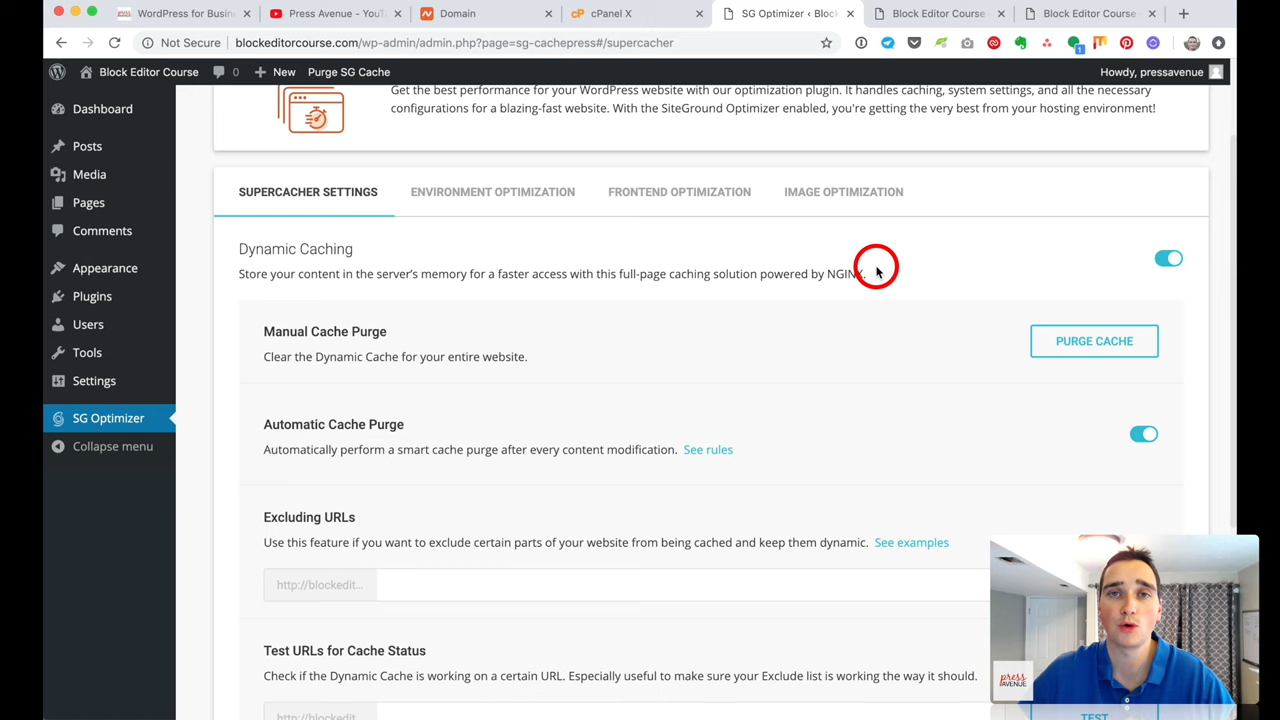 WordPress for Busin
Press Avenue - YouT
Domain
cPanel X
SG Optimizer ‹ Block
Block Editor Course
Block Editor Course
Not Secure
blockeditorcourse.com/wp-admin/admin.php?page=sg-cachepress#/supercacher
Block Editor Course
0
New
Purge SG Cache
Howdy, pressavenue
Dashboard
Posts
Media
Pages
Comments
Appearance
Plugins
Users
Tools
Settings
SG Optimizer
Collapse menu
Get the best performance for your WordPress website with our optimization plugin. It handles caching, system settings, and all the necessary
configurations for a blazing-fast website. With the SiteGround Optimizer enabled, you're getting the very best from your hosting environment!
SUPERCACHER SETTINGS
ENVIRONMENT OPTIMIZATION
FRONTEND OPTIMIZATION
IMAGE OPTIMIZATION
Dynamic Caching
Store your content in the server's memory for a faster access with this full-page caching solution powered by NGINX.
Manual Cache Purge
Clear the Dynamic Cache for your entire website.
PURGE CACHE
Automatic Cache Purge
Automatically perform a smart cache purge after every content modification. See rules
Excluding URLs
Use this feature if you want to exclude certain parts of your website from being cached and keep them dynamic. See examples
http://blockedit...
Test URLs for Cache Status
Check if the Dynamic Cache is working on a certain URL. Especially useful to make sure your Exclude list is working the way it should.
http://blockedit...
TEST
press
AVENUE